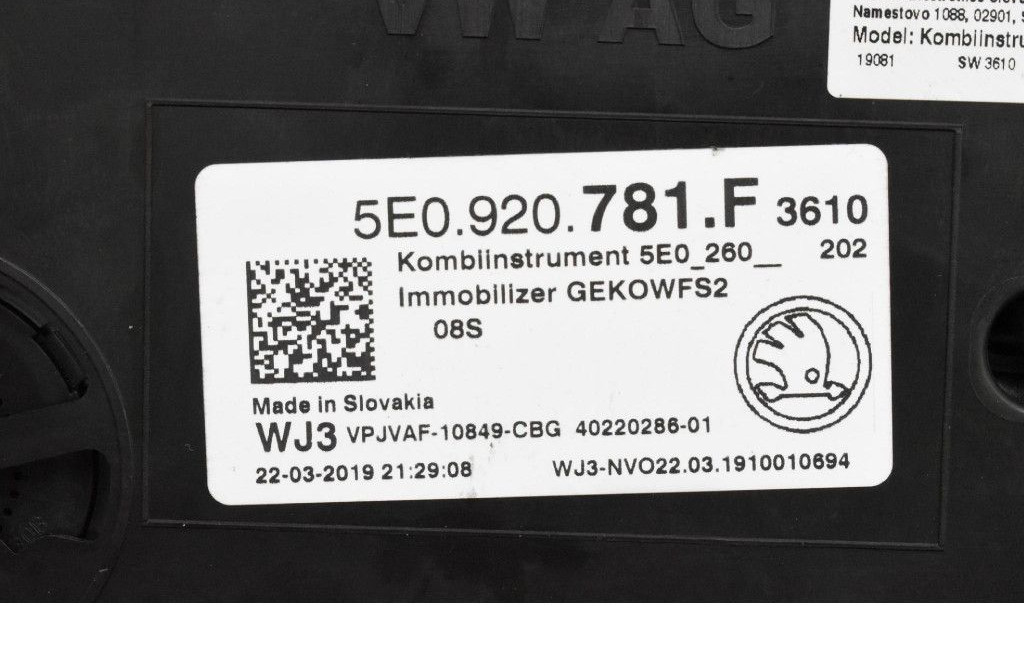 VW AG
Namestovo 1088, 02901,
Model:
19081 SW 3610
5E0.920.781.F 3610
Kombiinstrument 5E0_260__ 202
Immobilizer GEKOWFS2
08S
Made in Slovakia
WJ3 VPJVAF-10849-CBG 40220286-01
22-03-2019 21:29:08 WJ3-NVO22.03.1910010694